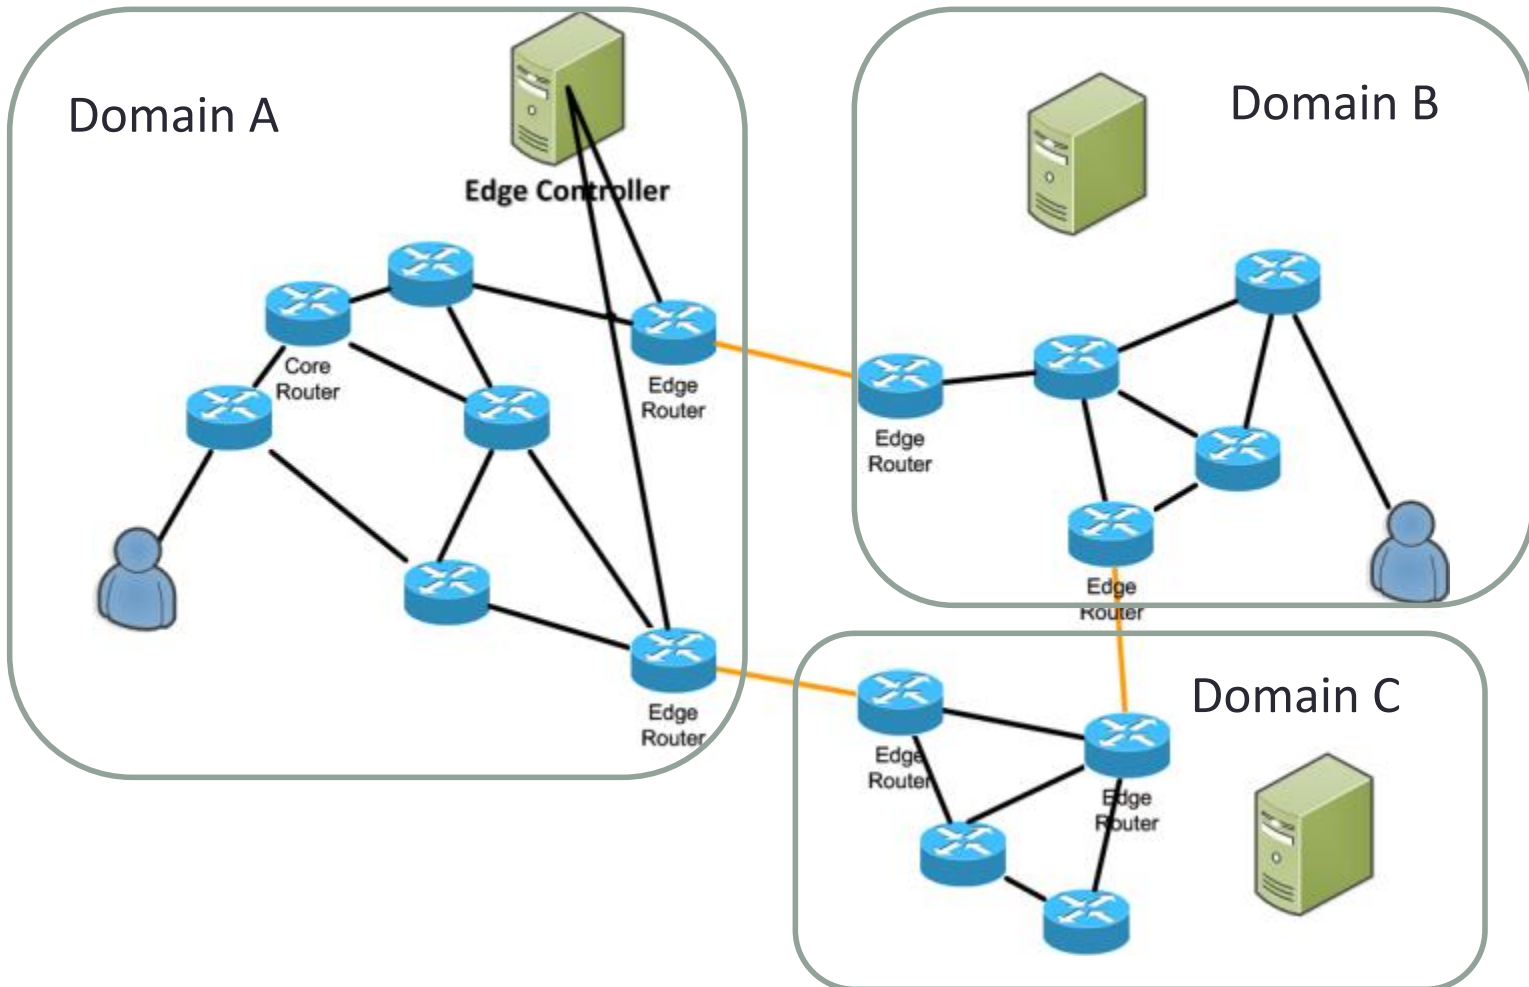 Domain A
Edge Controller
Core
Router
Edge
Router
Edge
Router
Domain B
Edge
Router
Edge
Router
Domain C
Edge
Router
Edge
Router